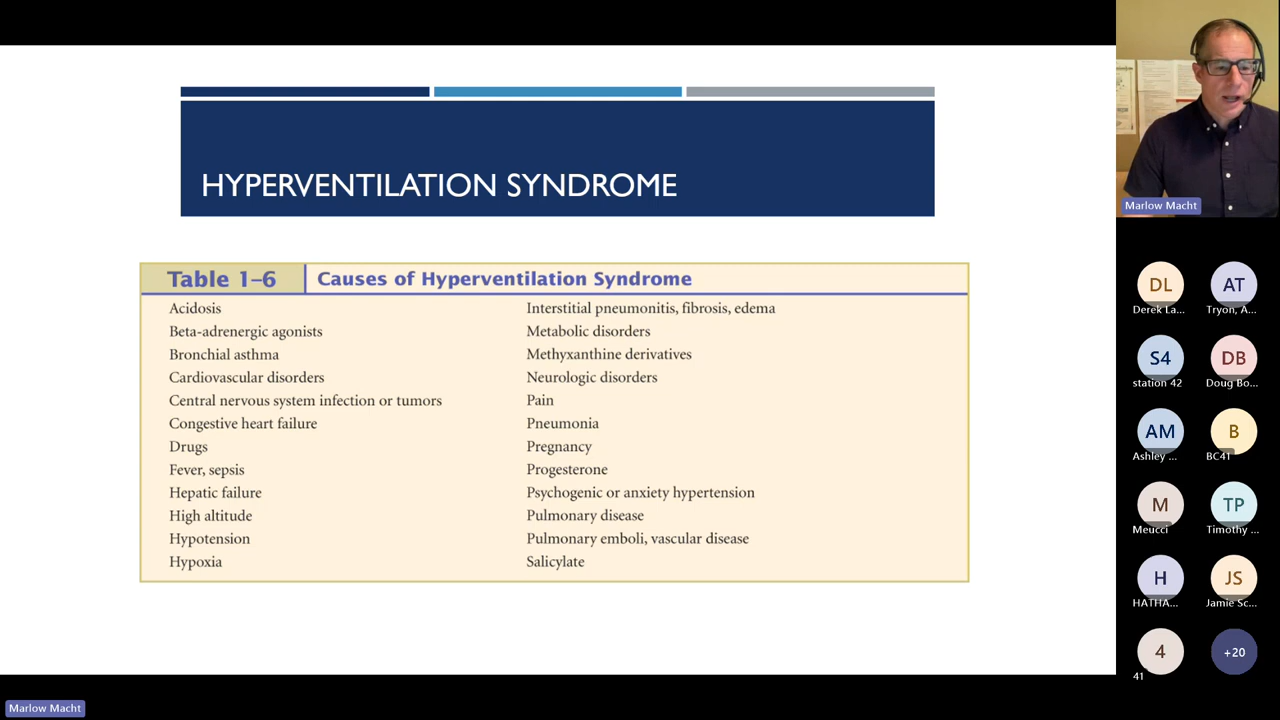 HYPERVENTILATION SYNDROME
Table 1–6 Causes of Hyperventilation Syndrome
Acidosis
Beta-adrenergic agonists
Bronchial asthma
Cardiovascular disorders
Central nervous system infection or tumors
Congestive heart failure
Drugs
Fever, sepsis
Hepatic failure
High altitude
Hypotension
Hypoxia
Interstitial pneumonitis, fibrosis, edema
Metabolic disorders
Methyxanthine derivatives
Neurologic disorders
Pain
Pneumonia
Pregnancy
Progesterone
Psychogenic or anxiety hypertension
Pulmonary disease
Pulmonary emboli, vascular disease
Salicylate
Marlow Macht
DL AT
Derek La... Tryon, A...
S4 DB
station 42 Doug Bo...
AM B
Ashley ... BC41
M TP
Meucci Timothy ...
H JS
HATHA... Jamie Sc...
4 +20
41
Marlow Macht